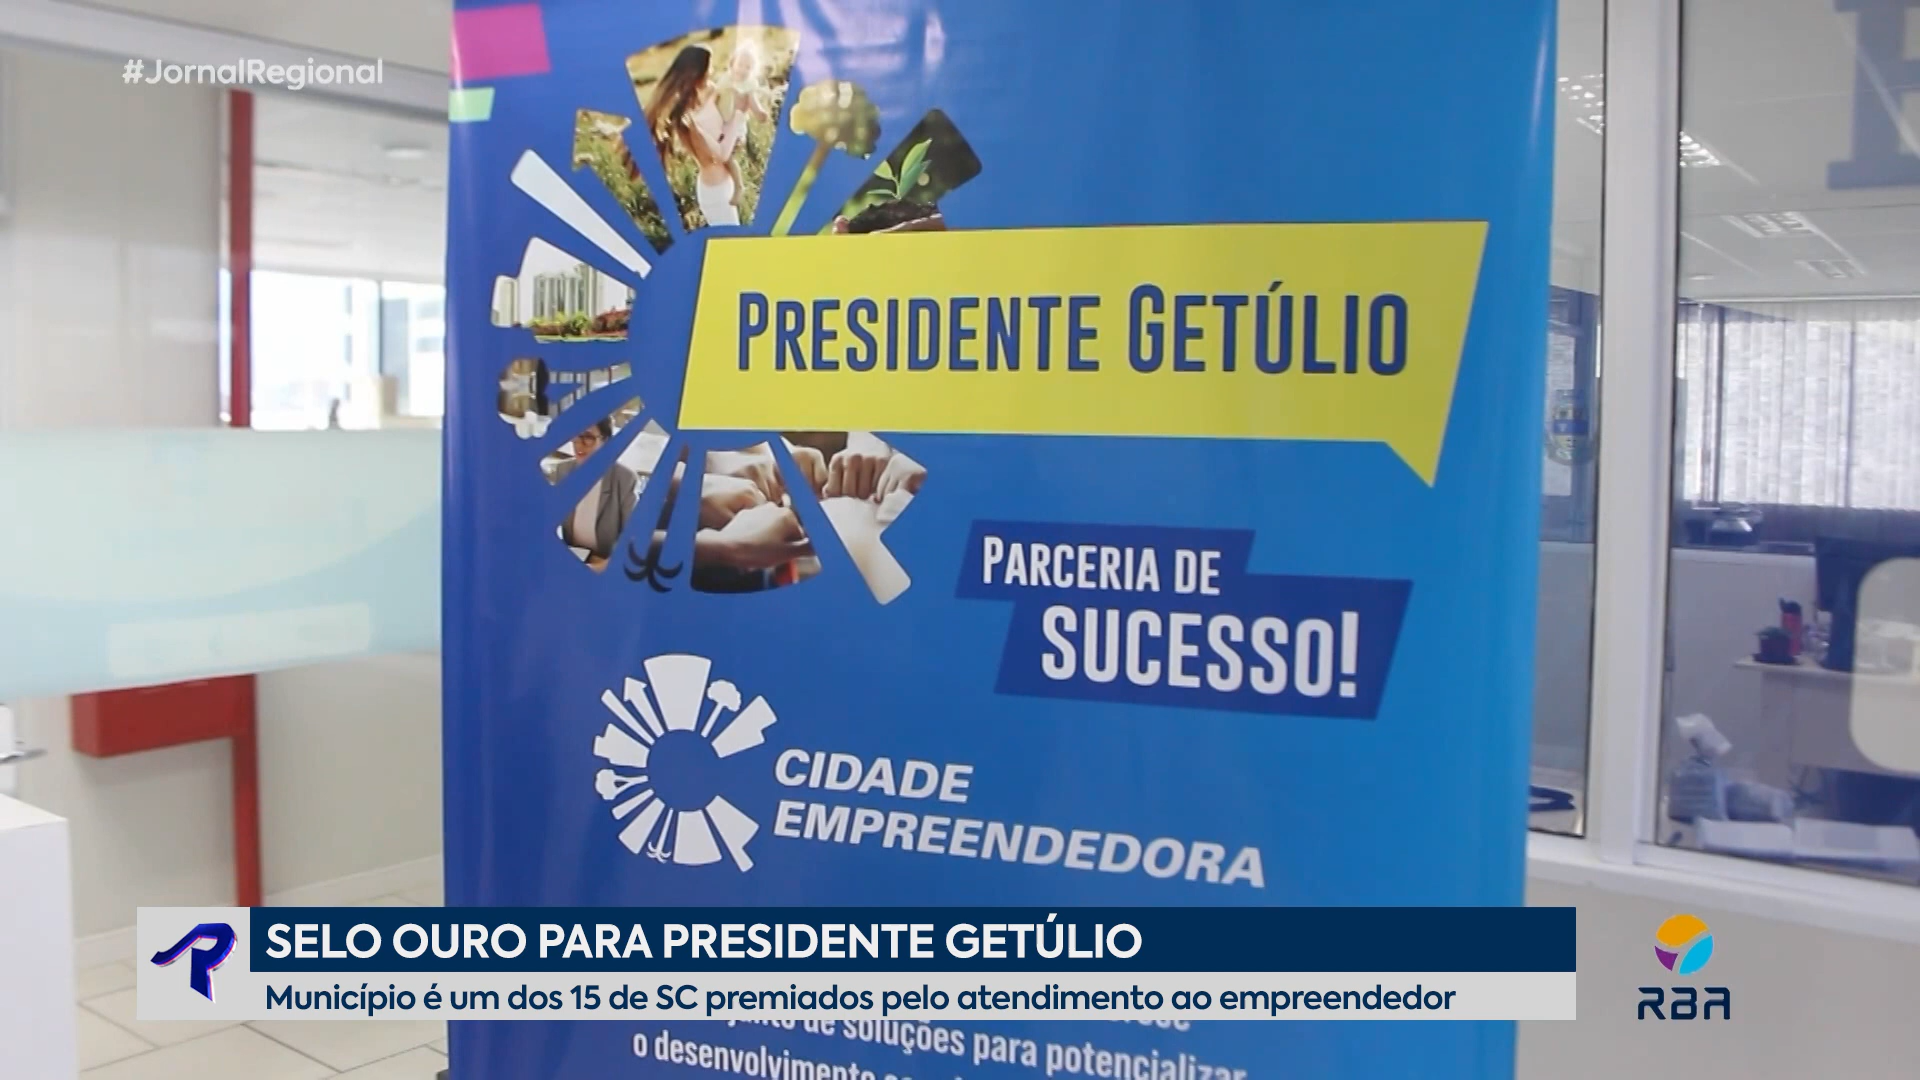 #JornalRegional
PRESIDENTE GETÚLIO
PARCERIA DE
SUCESSO!
CIDADE
EMPREENDEDORA
SELO OURO PARA PRESIDENTE GETÚLIO
Município é um dos 15 de SC premiados pelo atendimento ao empreendedor
RBA
de soluções para potencializar
o desenvolvimento